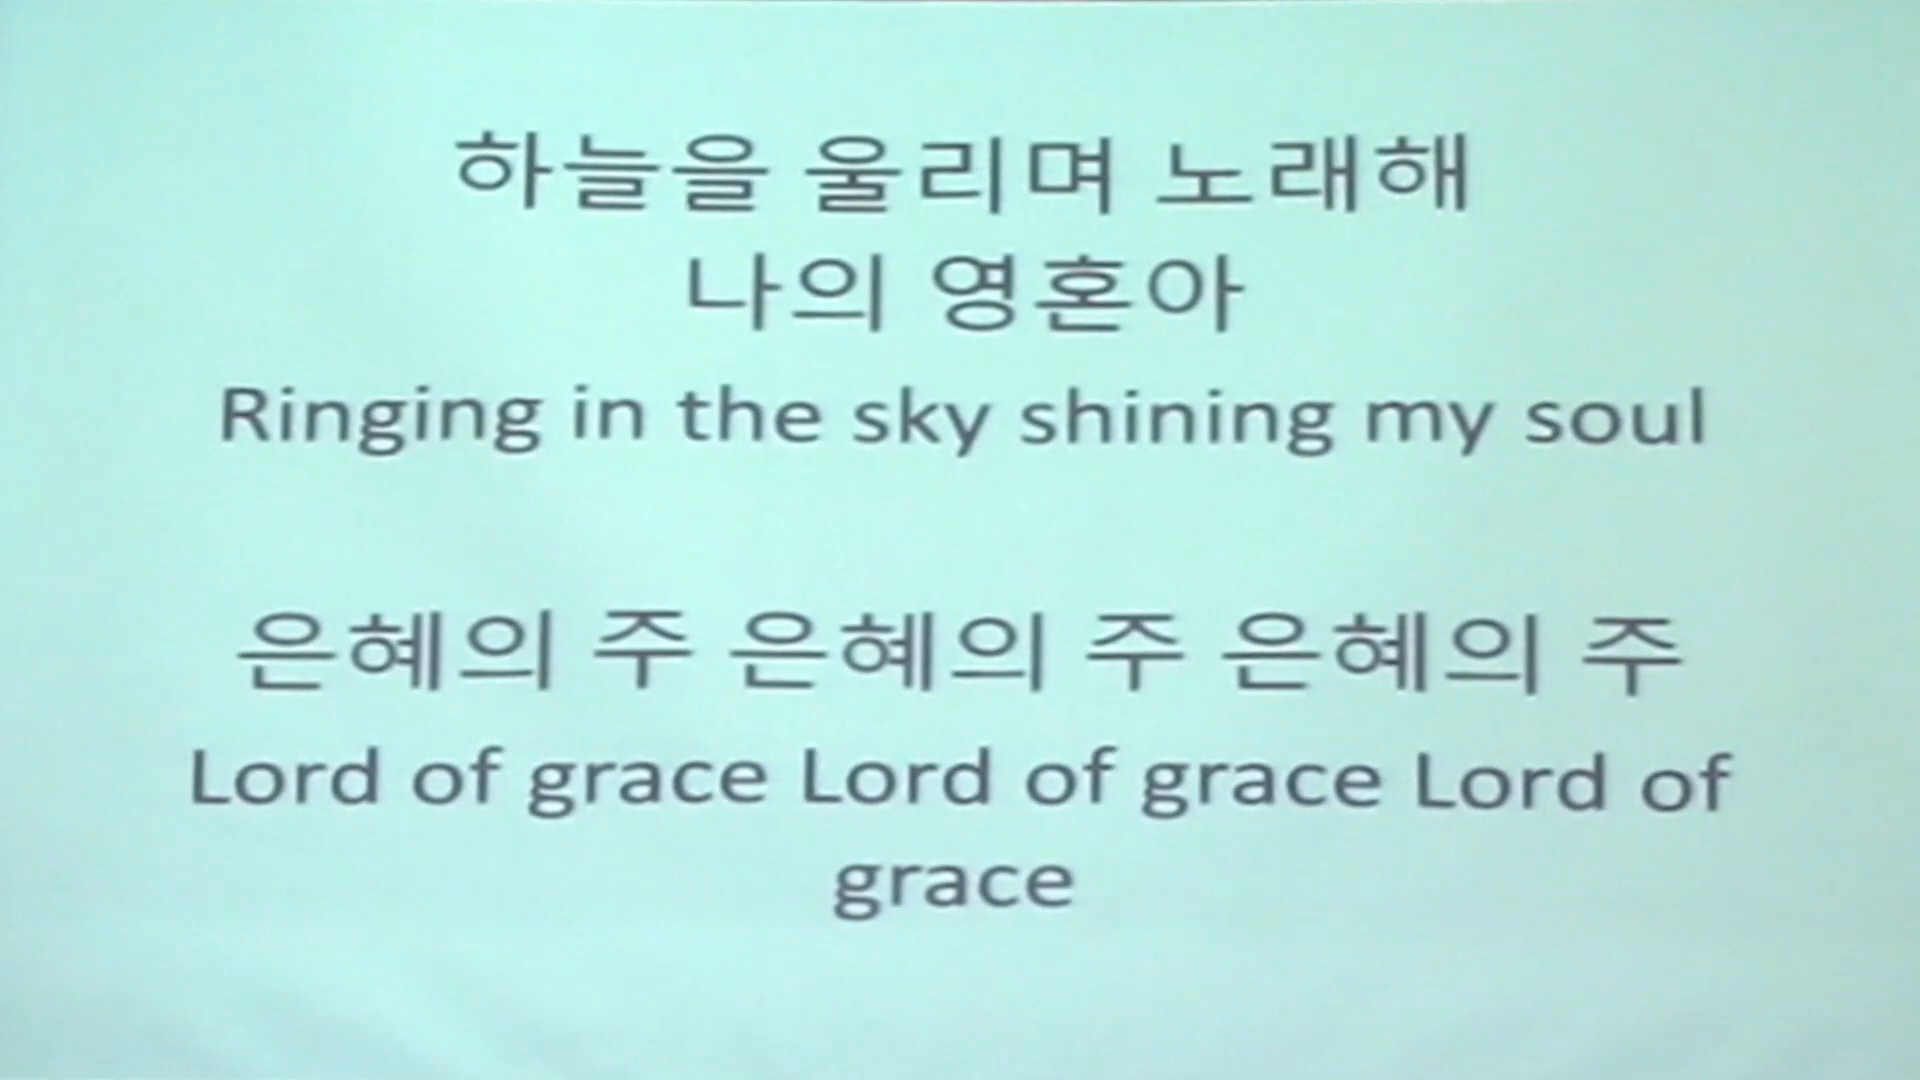 하늘을 울리며 노래해
나의 영혼아
Ringing in the sky shining my soul
은혜의 주 은혜의 주 은혜의 주
Lord of grace Lord of grace Lord of
grace